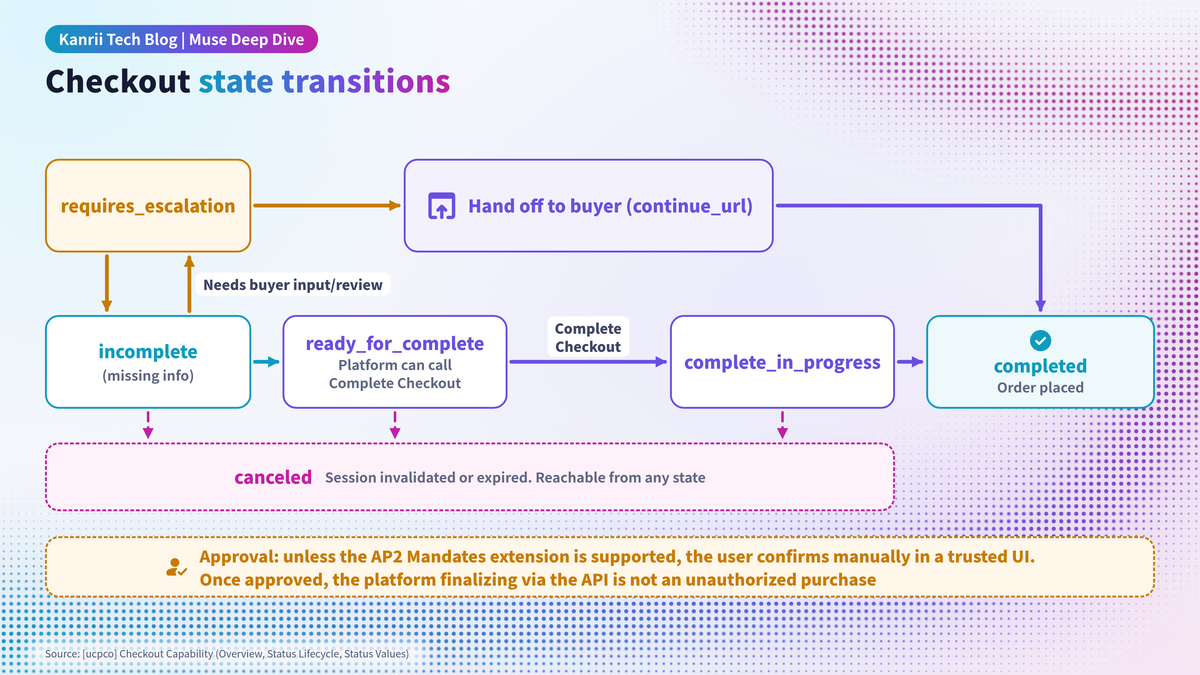 Kanrii Tech Blog | Muse Deep Dive
Checkout state transitions
requires_escalation
Hand off to buyer (continue_url)
Needs buyer input/review
incomplete
(missing info)
ready_for_complete
Platform can call
Complete Checkout
Complete
Checkout
complete_in_progress
completed
Order placed
canceled Session invalidated or expired. Reachable from any state
Approval: unless the AP2 Mandates extension is supported, the user confirms manually in a trusted UI.
Once approved, the platform finalizing via the API is not an unauthorized purchase
Source: [ucpco] Checkout Capability (Overview, Status Lifecycle, Status Values)